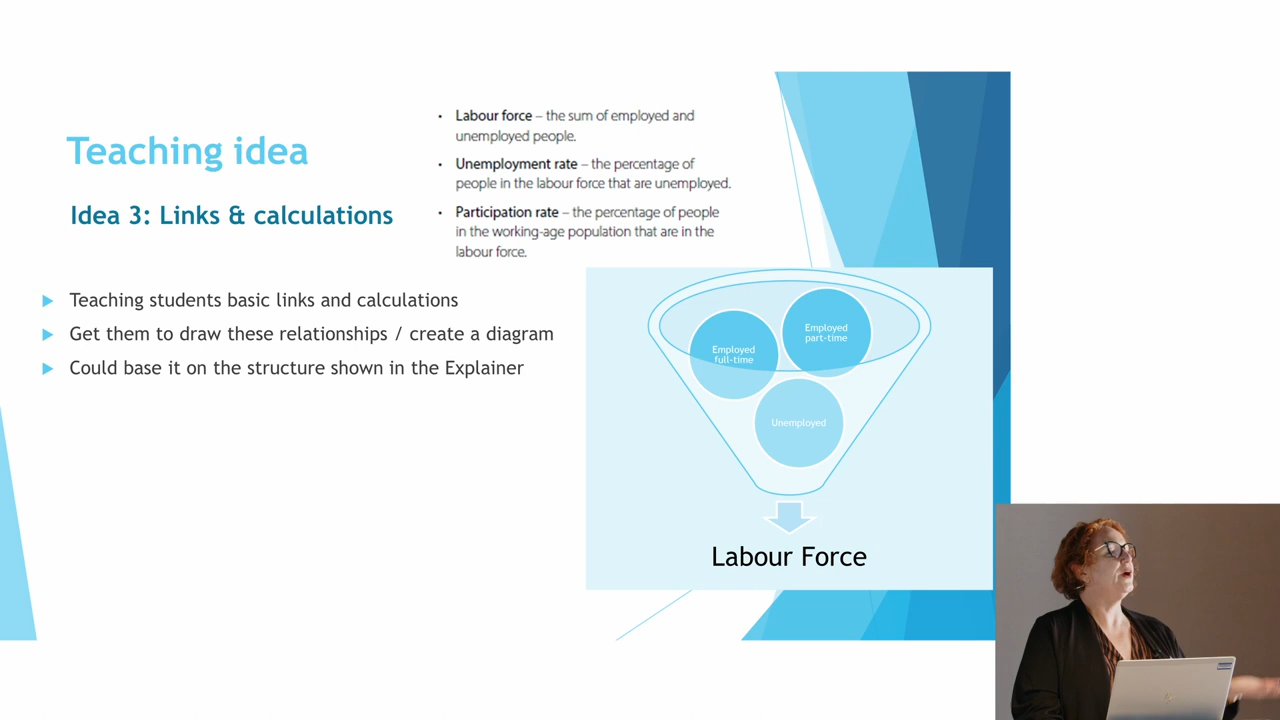 Teaching idea
Idea 3: Links & calculations
• Labour force – the sum of employed and
unemployed people.
• Unemployment rate – the percentage of
people in the labour force that are unemployed.
• Participation rate – the percentage of people
in the working-age population that are in the
labour force.
Teaching students basic links and calculations
Get them to draw these relationships / create a diagram
Could base it on the structure shown in the Explainer
Employed
full-time
Employed
part-time
Unemployed
Labour Force